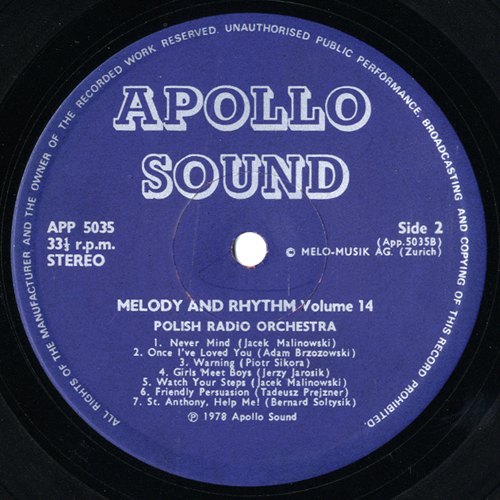 ALL RIGHTS OF THE MANUFACTURER AND THE OWNER OF THE RECORDED WORK RESERVED. UNAUTHORISED PUBLIC PERFORMANCE, BROADCASTING AND COPYING OF THIS RECORD PROHIBITED.
APOLLO
SOUND
APP 5035
33⅓ r.p.m.
STEREO
Side 2
(App.5035B)
© MELO-MUSIK AG. (Zurich)
MELODY AND RHYTHM Volume 14
POLISH RADIO ORCHESTRA
1. Never Mind (Jacek Malinowski)
2. Once I've Loved You (Adam Brzozowski)
3. Warning (Piotr Sikora)
4. Girls Meet Boys (Jerzy Jarosik)
5. Watch Your Steps (Jacek Malinowski)
6. Friendly Persuasion (Tadeusz Prejzner)
7. St. Anthony, Help Me! (Bernard Soltysik)
℗ 1978 Apollo Sound